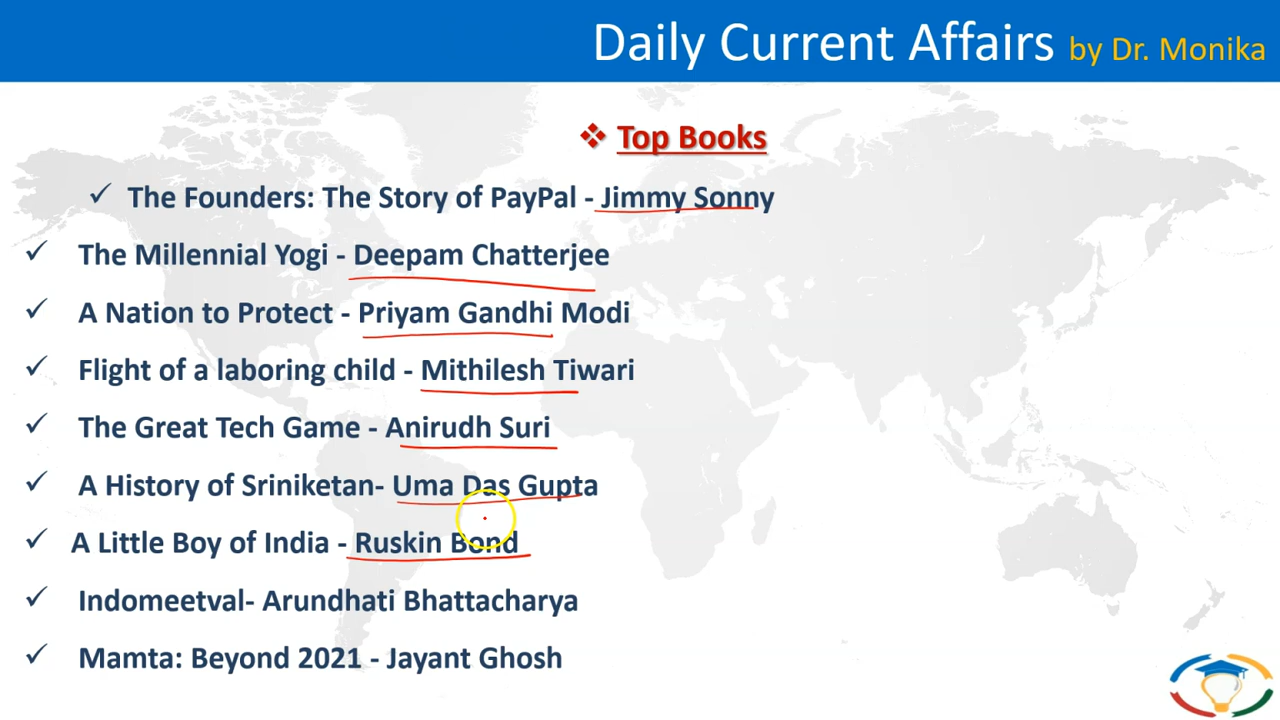 Daily Current Affairs by Dr. Monika
❖ Top Books
✓ The Founders: The Story of PayPal - Jimmy Sonny
✓ The Millennial Yogi - Deepam Chatterjee
✓ A Nation to Protect - Priyam Gandhi Modi
✓ Flight of a laboring child - Mithilesh Tiwari
✓ The Great Tech Game - Anirudh Suri
✓ A History of Sriniketan- Uma Das Gupta
✓ A Little Boy of India - Ruskin Bond
✓ Indomeetval- Arundhati Bhattacharya
✓ Mamta: Beyond 2021 - Jayant Ghosh